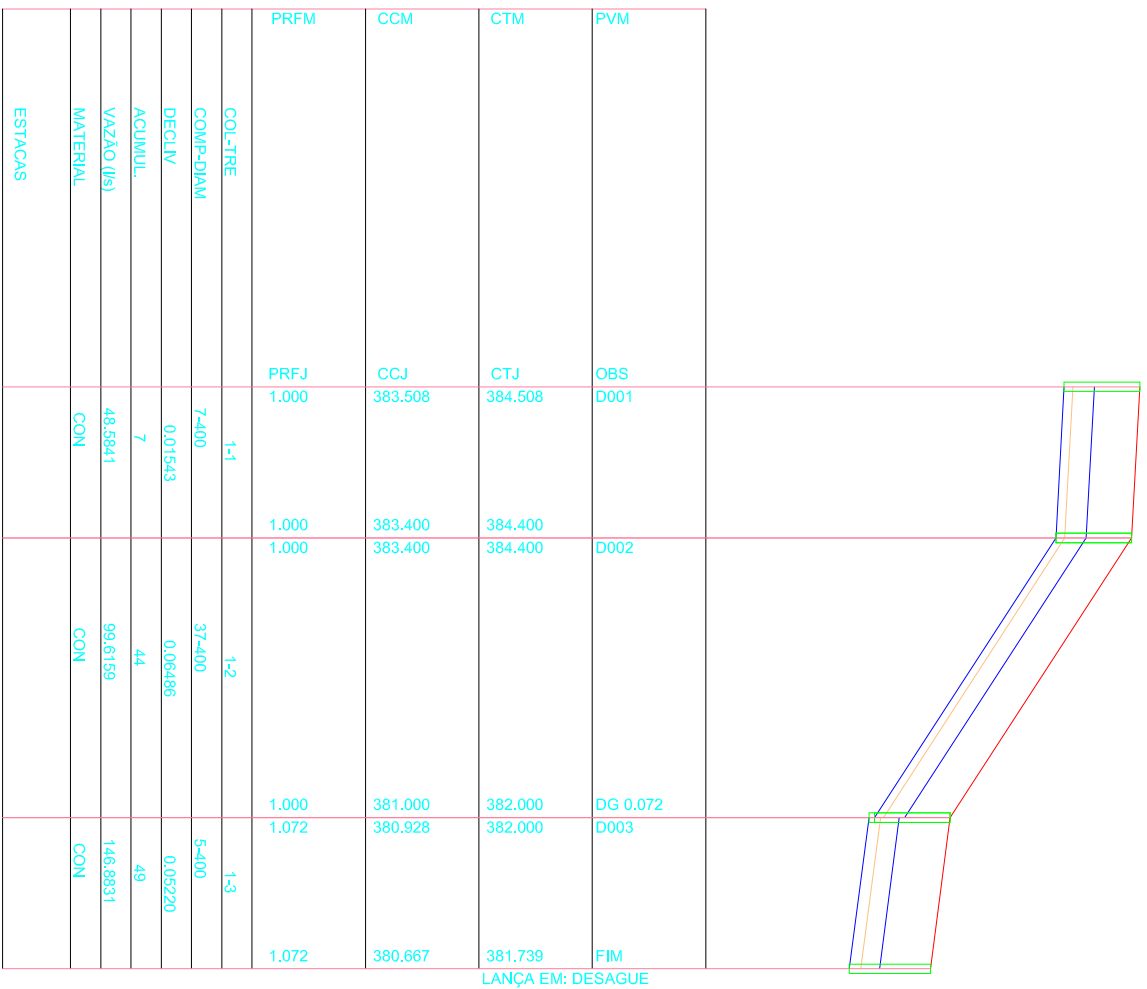 PRFM CCM CTM PVM
COL-TRE
COMP-DIAM
DECLIV
ACUMUL.
VAZÃO (l/s)
MATERIAL
ESTACAS
PRFJ CCJ CTJ OBS
1.000 383.508 384.508 D001
1-1
7-400
0.01543
7
48.5841
CON
1.000 383.400 384.400
1.000 383.400 384.400 D002
1-2
37-400
0.06486
44
99.6159
CON
1.000 381.000 382.000 DG 0.072
1.072 380.928 382.000 D003
1-3
5-400
0.05220
49
146.8831
CON
1.072 380.667 381.739 FIM
LANÇA EM: DESAGUE